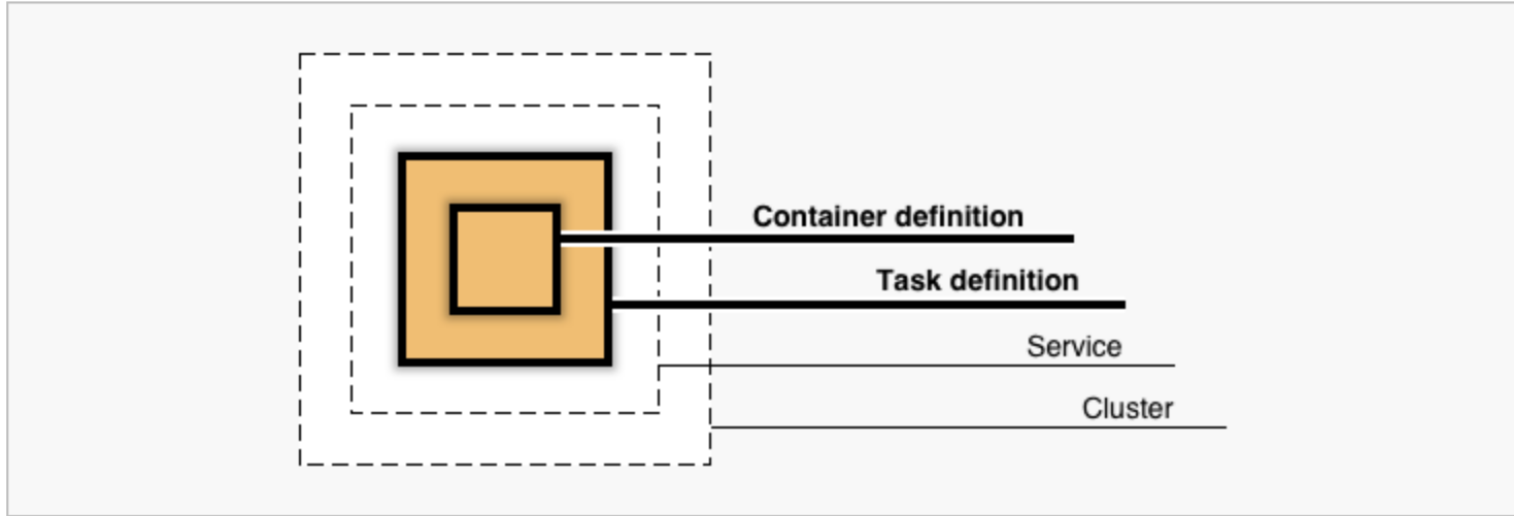 Container definition
Task definition
Service
Cluster